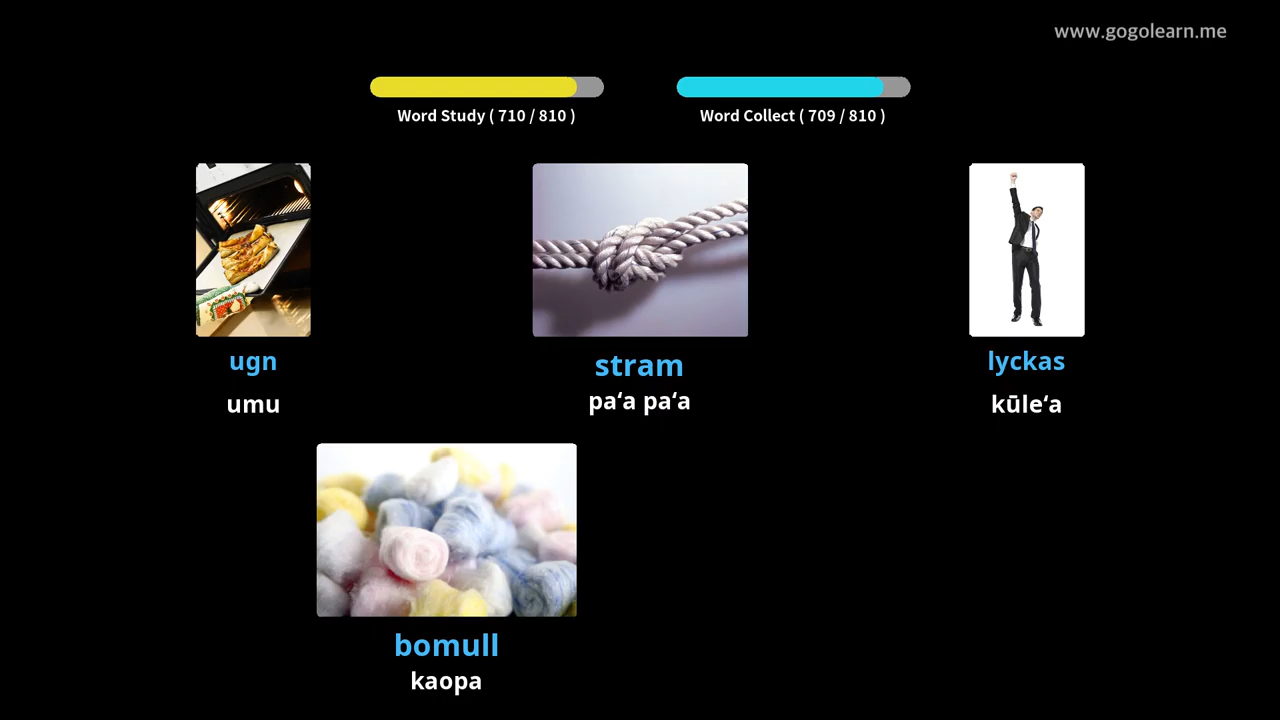 www.gogolearn.me
Word Study ( 710 / 810 )
Word Collect ( 709 / 810 )
ugn
umu
stram
paʻa paʻa
lyckas
kūleʻa
bomull
kaopa